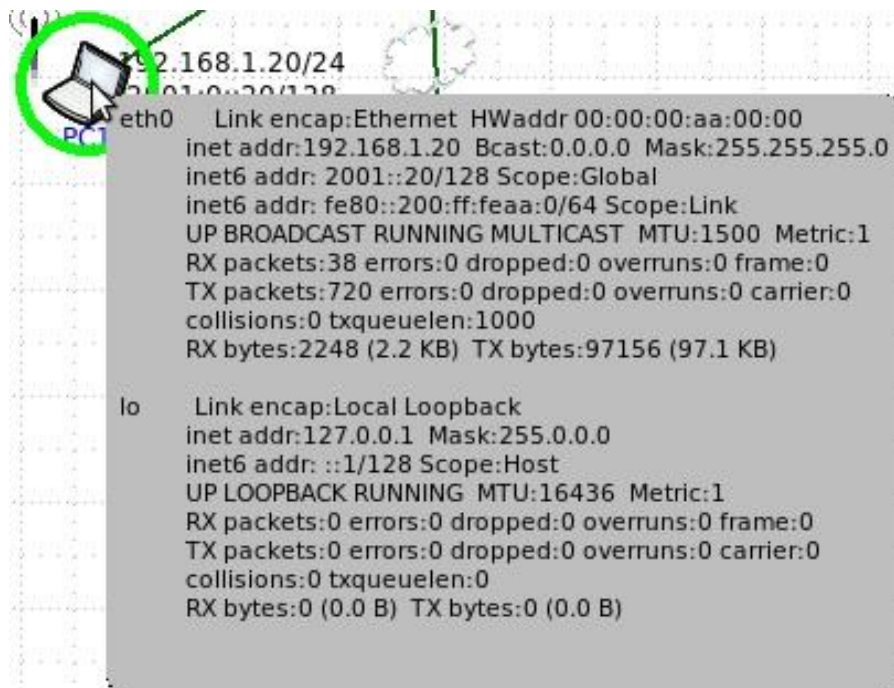 192.168.1.20/24
2001:0::20/128
PC1
eth0 Link encap:Ethernet HWaddr 00:00:00:aa:00:00
inet addr:192.168.1.20 Bcast:0.0.0.0 Mask:255.255.255.0
inet6 addr: 2001::20/128 Scope:Global
inet6 addr: fe80::200:ff:feaa:0/64 Scope:Link
UP BROADCAST RUNNING MULTICAST MTU:1500 Metric:1
RX packets:38 errors:0 dropped:0 overruns:0 frame:0
TX packets:720 errors:0 dropped:0 overruns:0 carrier:0
collisions:0 txqueuelen:1000
RX bytes:2248 (2.2 KB) TX bytes:97156 (97.1 KB)
lo Link encap:Local Loopback
inet addr:127.0.0.1 Mask:255.0.0.0
inet6 addr: ::1/128 Scope:Host
UP LOOPBACK RUNNING MTU:16436 Metric:1
RX packets:0 errors:0 dropped:0 overruns:0 frame:0
TX packets:0 errors:0 dropped:0 overruns:0 carrier:0
collisions:0 txqueuelen:0
RX bytes:0 (0.0 B) TX bytes:0 (0.0 B)